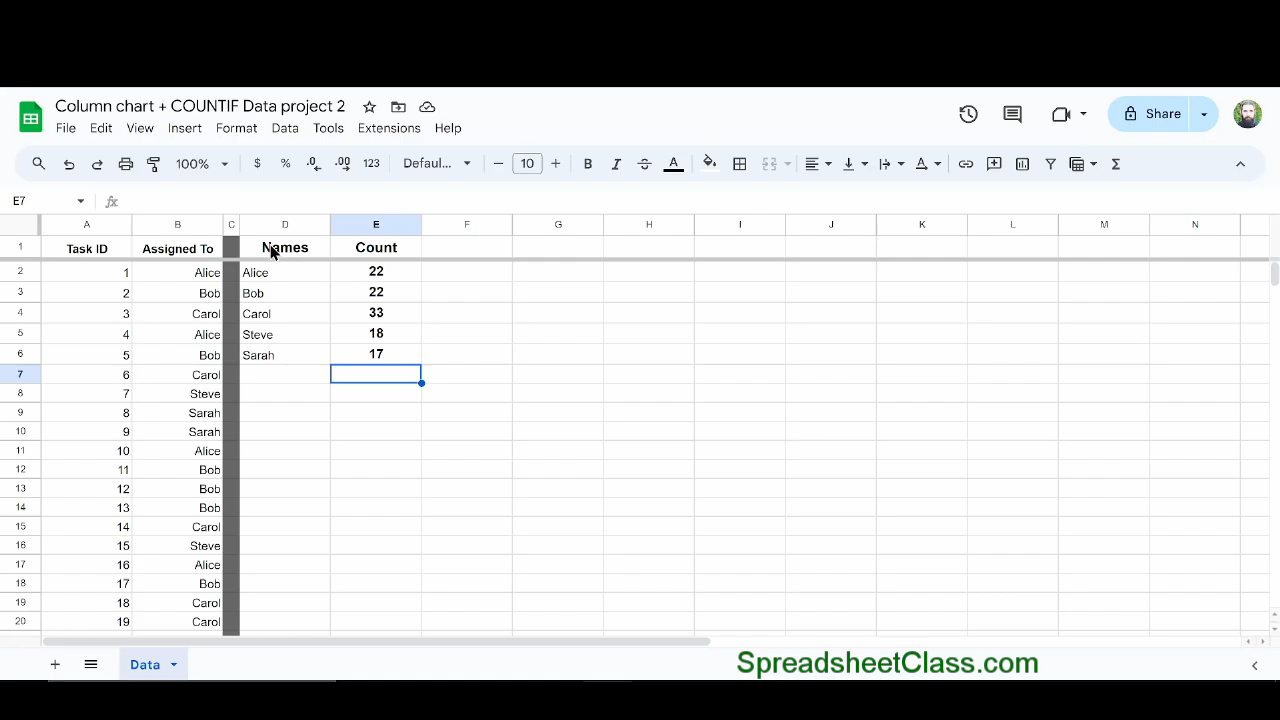 Column chart + COUNTIF Data project 2
File Edit View Insert Format Data Tools Extensions Help
Share
100% $ % .0 .00 123 Defaul... 10 B I A
E7 fx
A B C D E F G H I J K L M N
1 Task ID Assigned To Names Count
2 1 Alice Alice 22
3 2 Bob Bob 22
4 3 Carol Carol 33
5 4 Alice Steve 18
6 5 Bob Sarah 17
7 6 Carol
8 7 Steve
9 8 Sarah
10 9 Sarah
11 10 Alice
12 11 Bob
13 12 Bob
14 13 Bob
15 14 Carol
16 15 Steve
17 16 Alice
18 17 Bob
19 18 Carol
20 19 Carol
Data
SpreadsheetClass.com